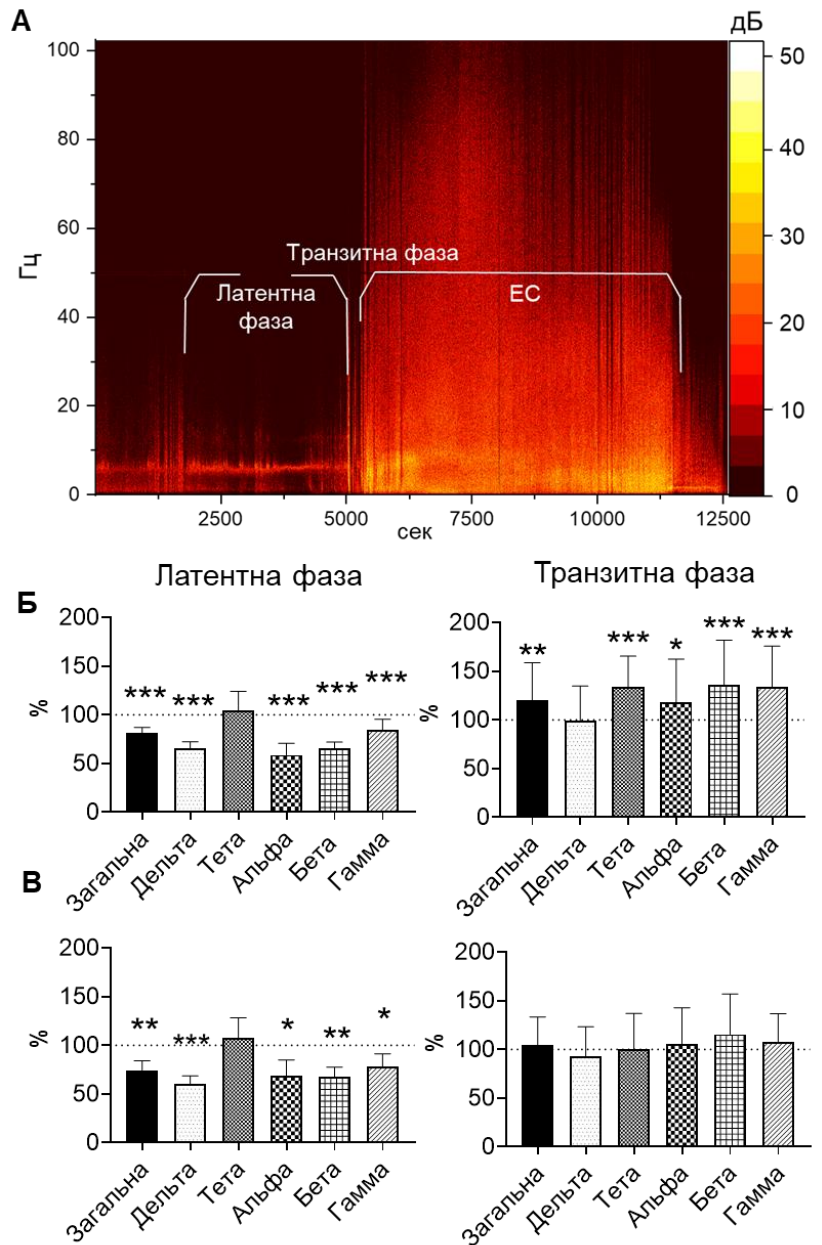 А
дБ
100
80
60
40
20
0
Гц
50
40
30
20
10
0
Транзитна фаза
Латентна
фаза
ЕС
2500
5000
7500
10000
12500
сек
Латентна фаза
Транзитна фаза
Б
200
150
100
50
0
%
*** *** *** *** ***
Загальна
Дельта
Тета
Альфа
Бета
Гамма
200
150
100
50
0
%
** *** * *** ***
Загальна
Дельта
Тета
Альфа
Бета
Гамма
В
200
150
100
50
0
%
** *** * ** *
Загальна
Дельта
Тета
Альфа
Бета
Гамма
200
150
100
50
0
%
Загальна
Дельта
Тета
Альфа
Бета
Гамма